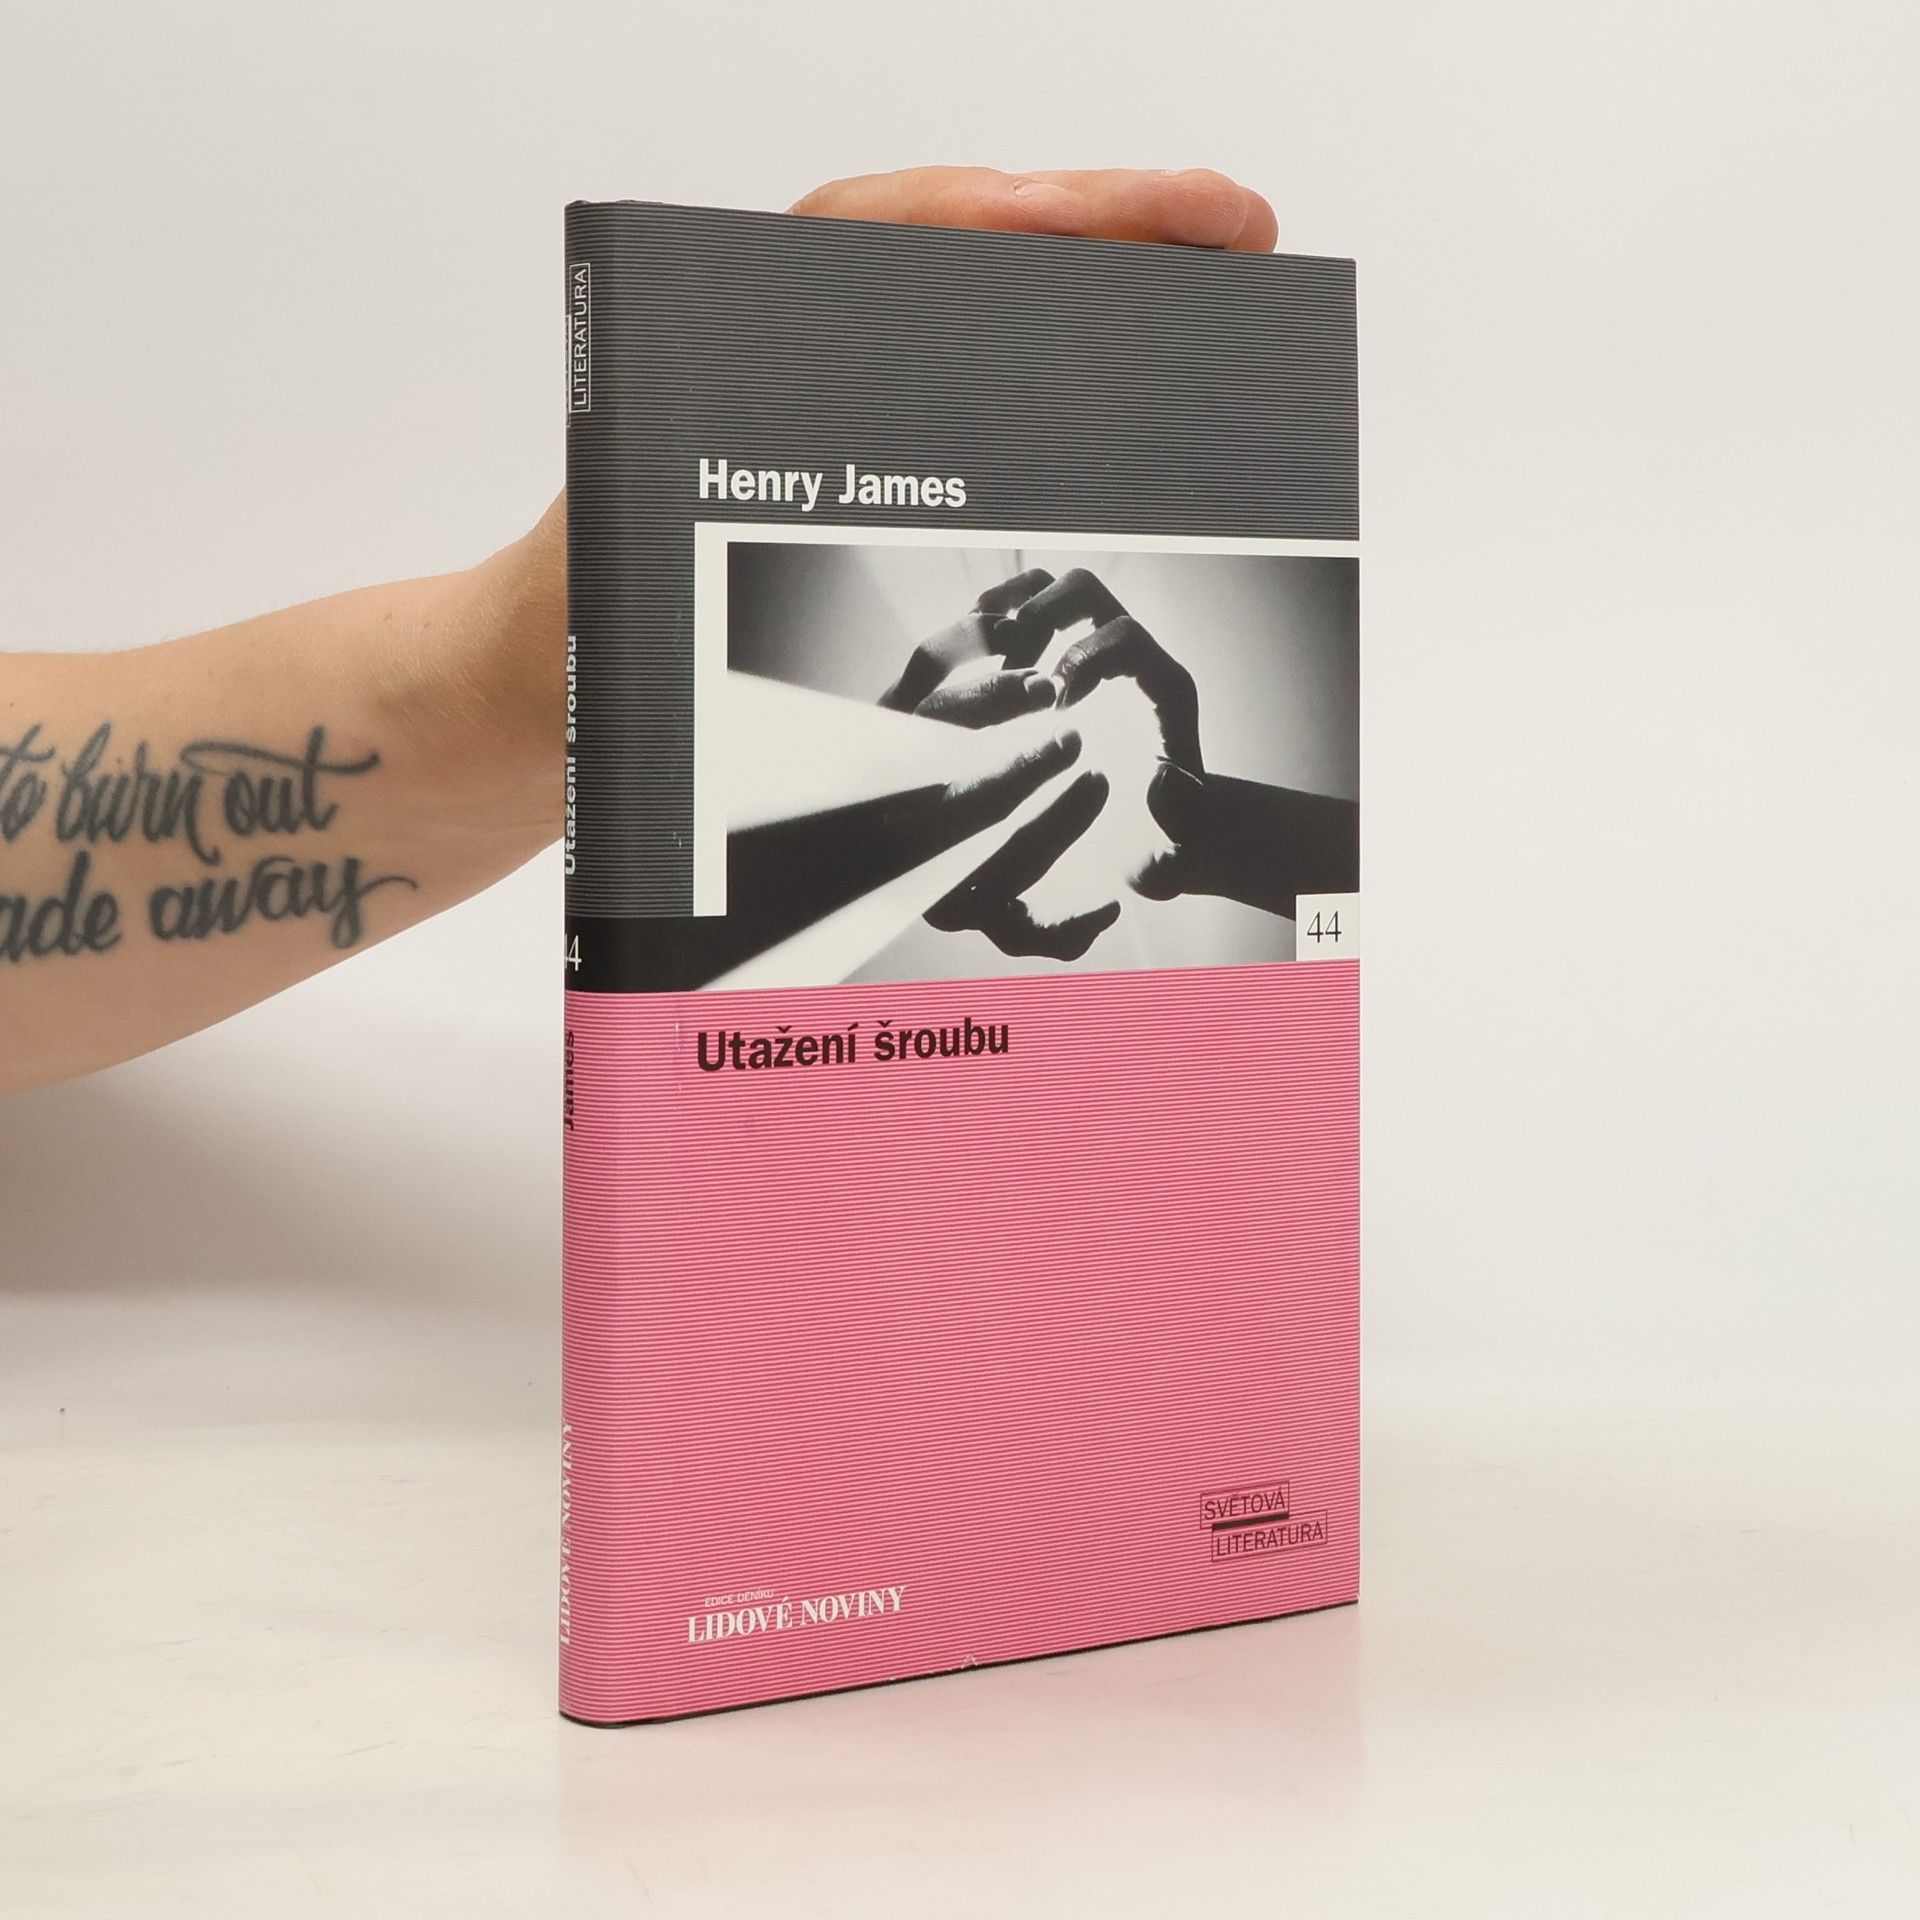 to burn out
ade away
LITERATURA
Utažení šroubu
44
James
LIDOVÉ NOVINY
Henry James
44
Utažení šroubu
SVĚTOVÁ
LITERATURA
EDICE DENÍKU
LIDOVÉ NOVINY